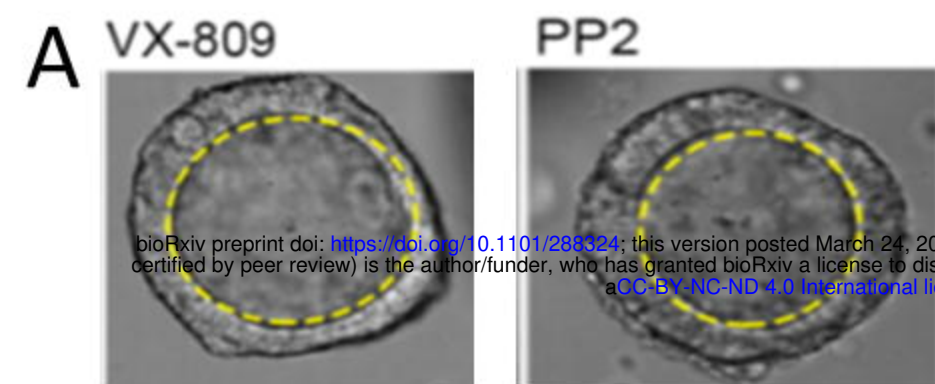 A
VX-809
PP2
bioRxiv preprint doi: https://doi.org/10.1101/288324; this version posted March 24, 20
certified by peer review) is the author/funder, who has granted bioRxiv a license to dis
aCC-BY-NC-ND 4.0 International li